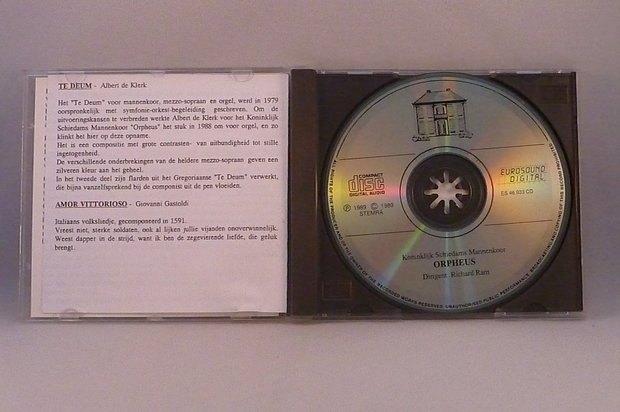 TE DEUM - Albert de Klerk
Het "Te Deum" voor mannenkoor, mezzo-sopraan en orgel, werd in 1979
oorspronkelijk met symfonie-orkest-begeleiding geschreven. Om de
uitvoeringskansen te verbreden werkte Albert de Klerk voor het Koninklijk
Schiedams Mannenkoor "Orpheus" het stuk in 1988 om voor orgel, en zo
klinkt het hier op deze opname.
Het is een compositie met grote contrasten- van uitbundigheid tot stille
ingetogenheid.
De verschillende onderbrekingen van de heldere mezzo-sopraan geven een
zilveren kleur aan het geheel.
In het tweede deel zijn flarden uit het Gregoriaanse "Te Deum" verwerkt,
die bijna vanzelfsprekend bij de componist uit de pen vloeiden.
AMOR VITTORIOSO - Giovanni Gastoldi
Italiaans volksliedje, gecomponeerd in 1591.
Vreest niet, sterke soldaten, ook al lijken jullie vijanden onoverwinnelijk.
Weest dapper in de strijd, want ik ben de zegevierende liefde, die geluk
brengt.
COMPACT
disc
DIGITAL AUDIO
EUROSOUND
DIGITAL
ES 46.933 CD
Ⓟ 1989 © 1989
STEMRA
Koninklijk Schiedams Mannenkoor
ORPHEUS
Dirigent: Richard Ram